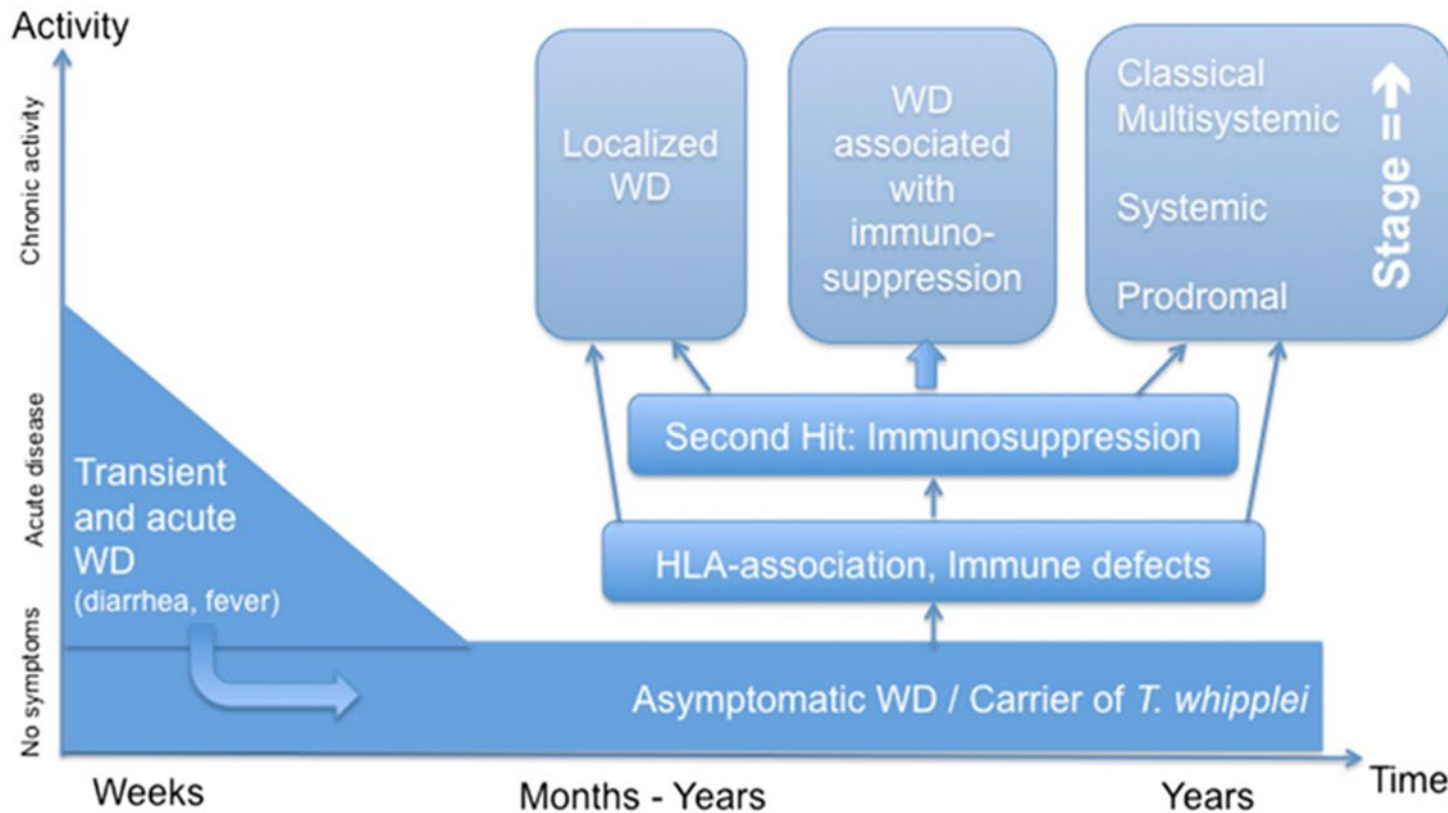 Activity
Chronic activity
Acute disease
No symptoms
Transient
and acute
WD
(diarrhea, fever)
Localized
WD
WD
associated
with
immuno-
suppression
Classical
Multisystemic
Systemic
Prodromal
Stage =➔
Second Hit: Immunosuppression
HLA-association, Immune defects
Asymptomatic WD / Carrier of T. whipplei
Weeks
Months - Years
Years
Time